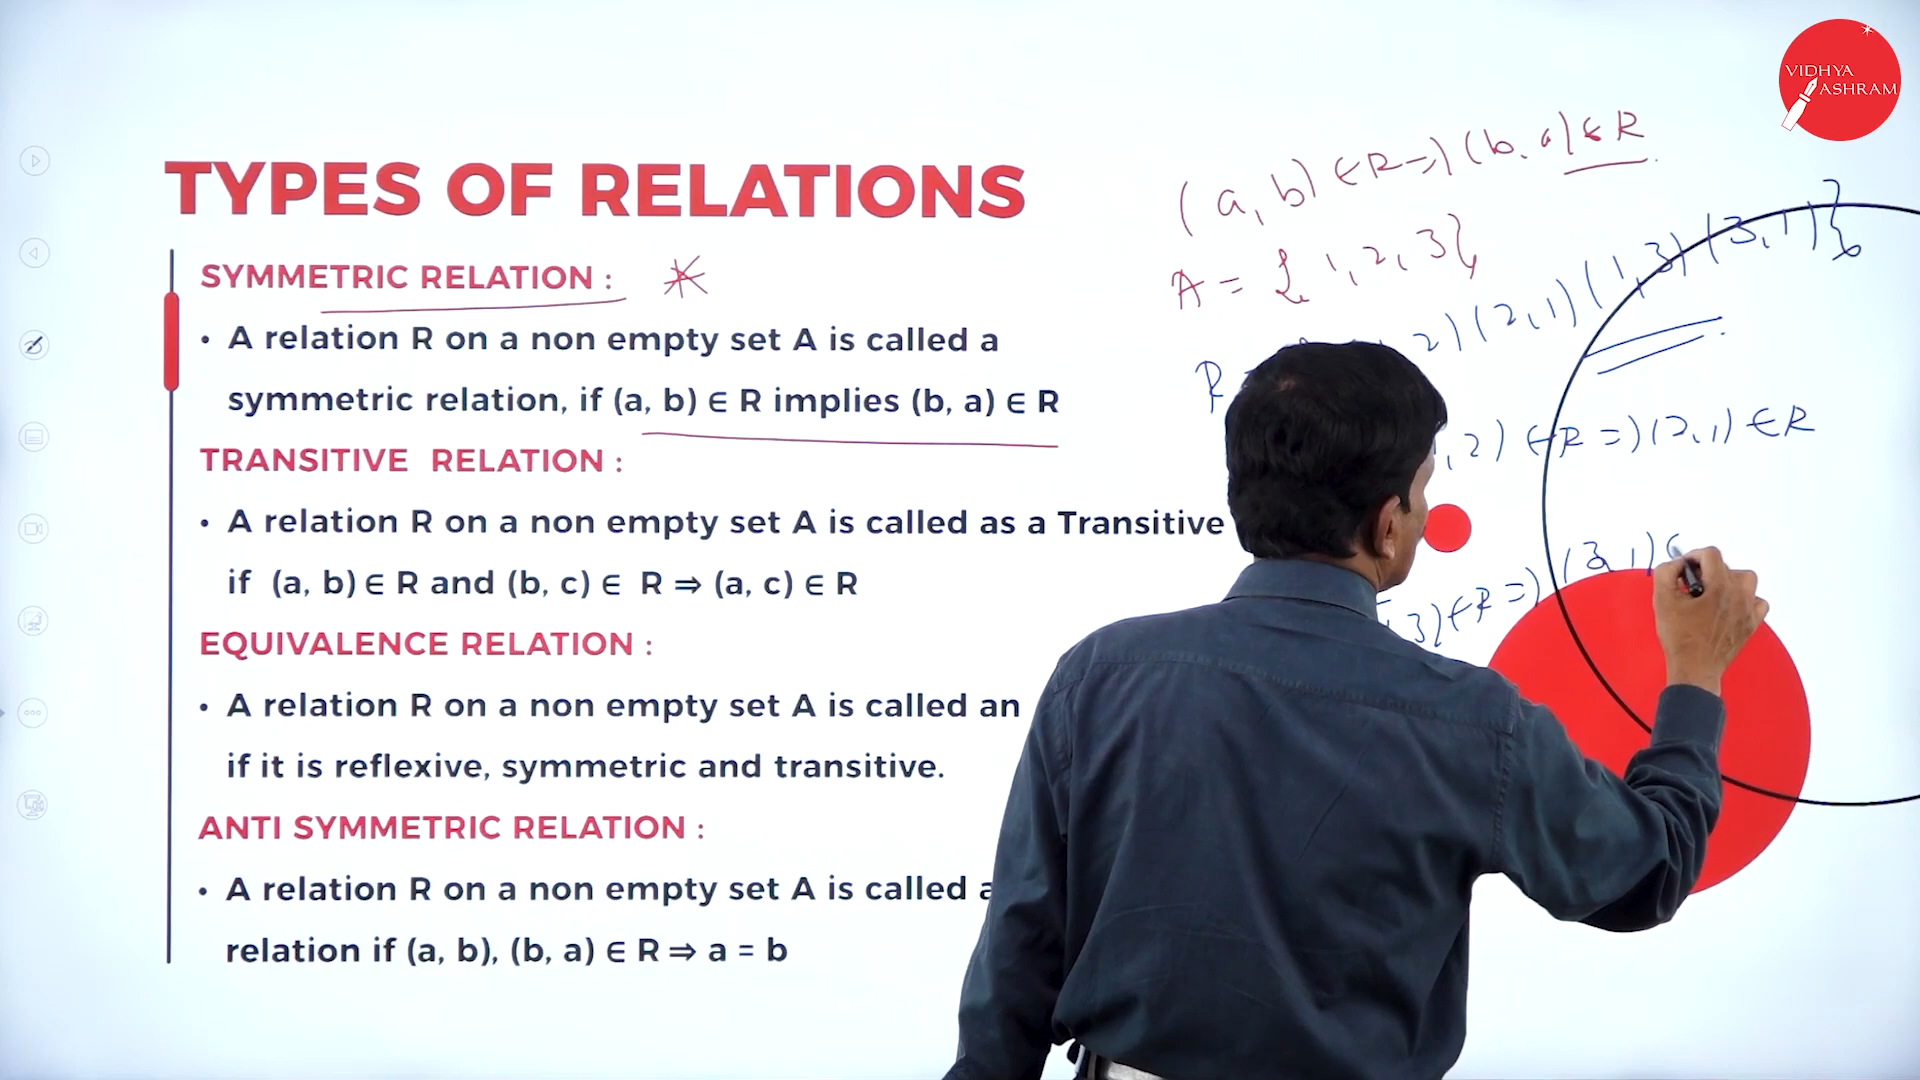 VIDHYA
ASHRAM
TYPES OF RELATIONS
SYMMETRIC RELATION :
• A relation R on a non empty set A is called a
symmetric relation, if (a, b) ∈ R implies (b, a) ∈ R
TRANSITIVE RELATION :
• A relation R on a non empty set A is called as a Transitive
if (a, b) ∈ R and (b, c) ∈ R ⇒ (a, c) ∈ R
EQUIVALENCE RELATION :
• A relation R on a non empty set A is called an
if it is reflexive, symmetric and transitive.
ANTI SYMMETRIC RELATION :
• A relation R on a non empty set A is called a
relation if (a, b), (b, a) ∈ R ⇒ a = b
(a, b) ∈ R ⇒ (b, a) ∈ R
A = {1, 2, 3}
R 2) (2, 1) (1, 3) (3, 1)}
, 2) ∈ R ⇒ (2, 1) ∈ R
, 3) ∈ R ⇒ (3, 1)